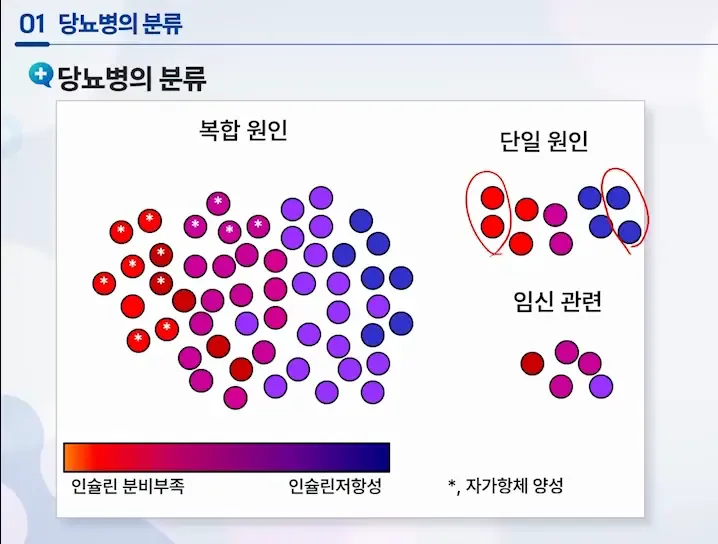 01 당뇨병의 분류
당뇨병의 분류
복합 원인
단일 원인
임신 관련
인슐린 분비부족
인슐린저항성
*, 자가항체 양성